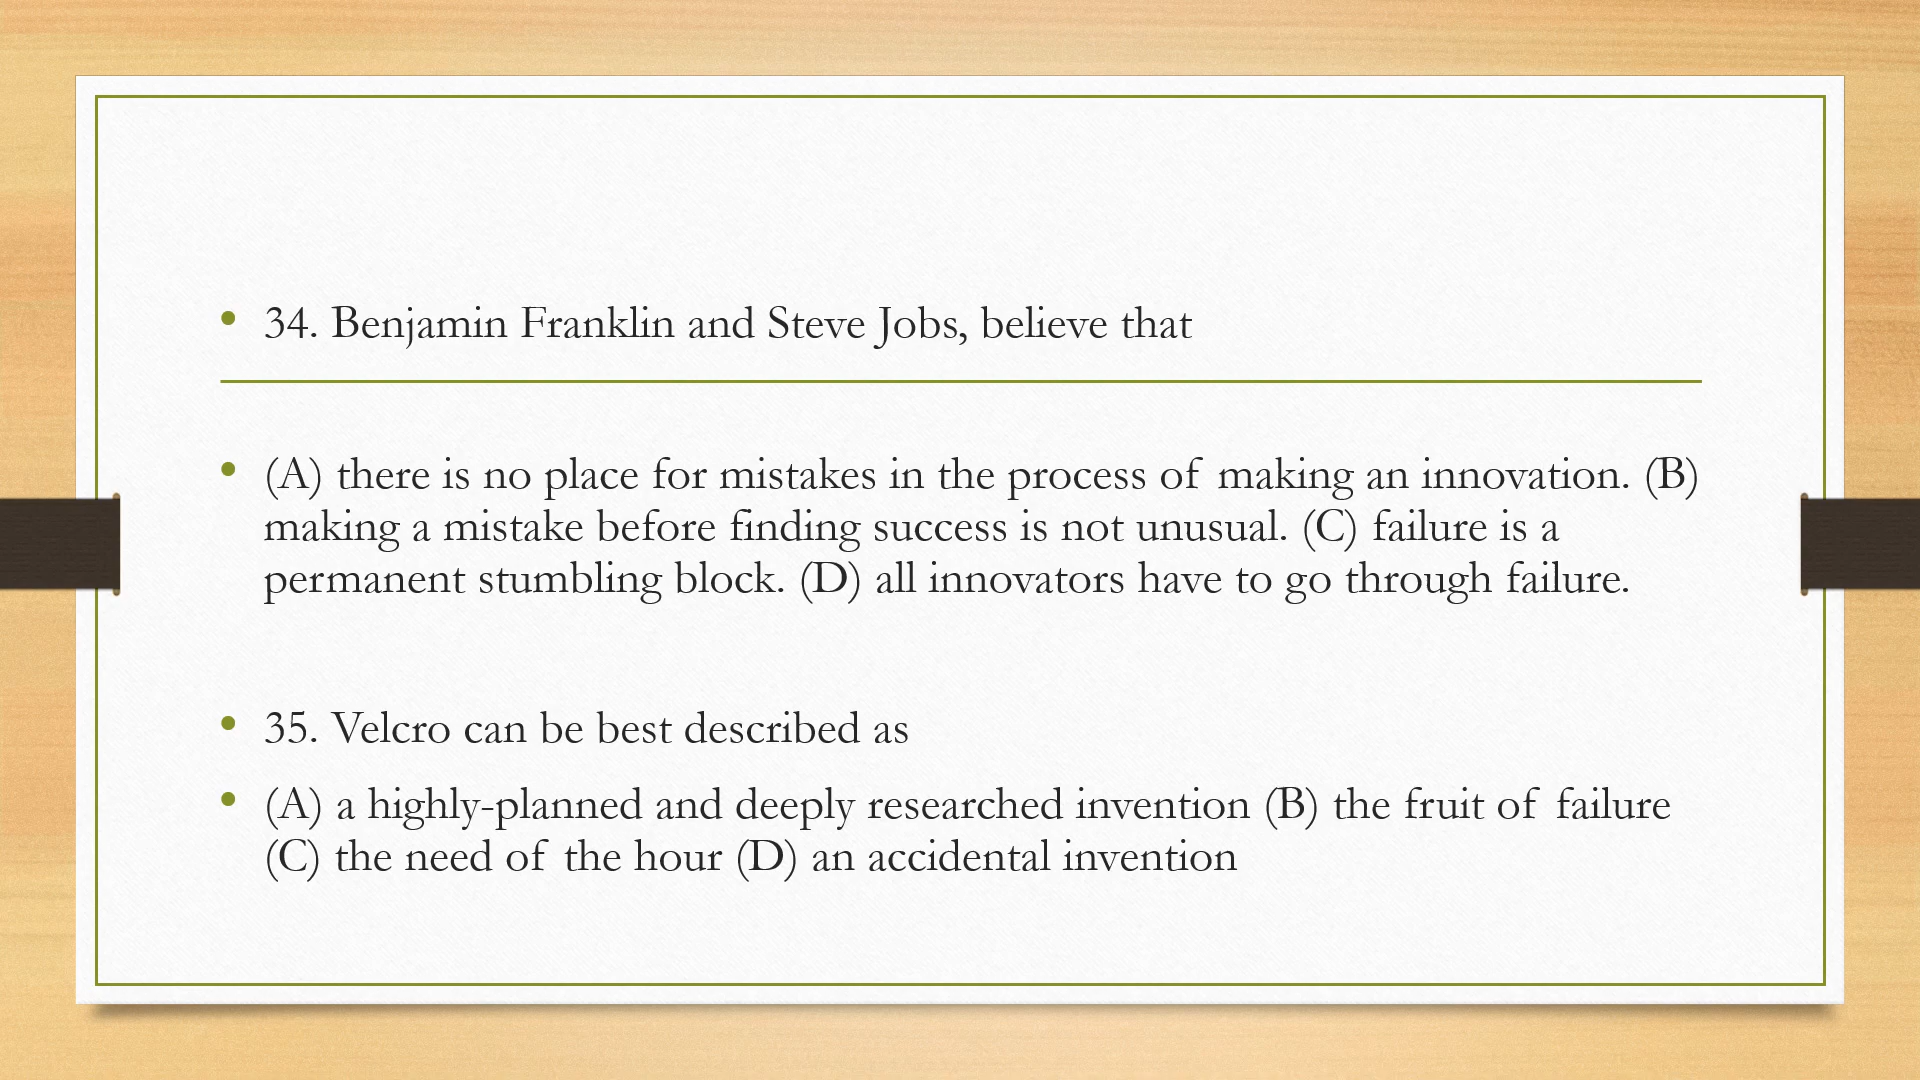 34. Benjamin Franklin and Steve Jobs, believe that
(A) there is no place for mistakes in the process of making an innovation. (B)
making a mistake before finding success is not unusual. (C) failure is a
permanent stumbling block. (D) all innovators have to go through failure.
35. Velcro can be best described as
(A) a highly-planned and deeply researched invention (B) the fruit of failure
(C) the need of the hour (D) an accidental invention